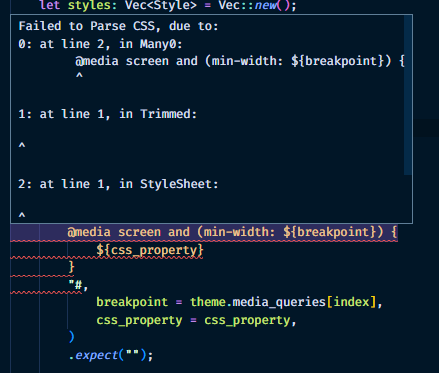 let styles: Vec<Style> = Vec::new();
Failed to Parse CSS, due to:
0: at line 2, in Many0:
@media screen and (min-width: ${breakpoint}) {
^
1: at line 1, in Trimmed:
^
2: at line 1, in StyleSheet:
^
@media screen and (min-width: ${breakpoint}) {
${css_property}
}
"#,
breakpoint = theme.media_queries[index],
css_property = css_property,
)
.expect("");